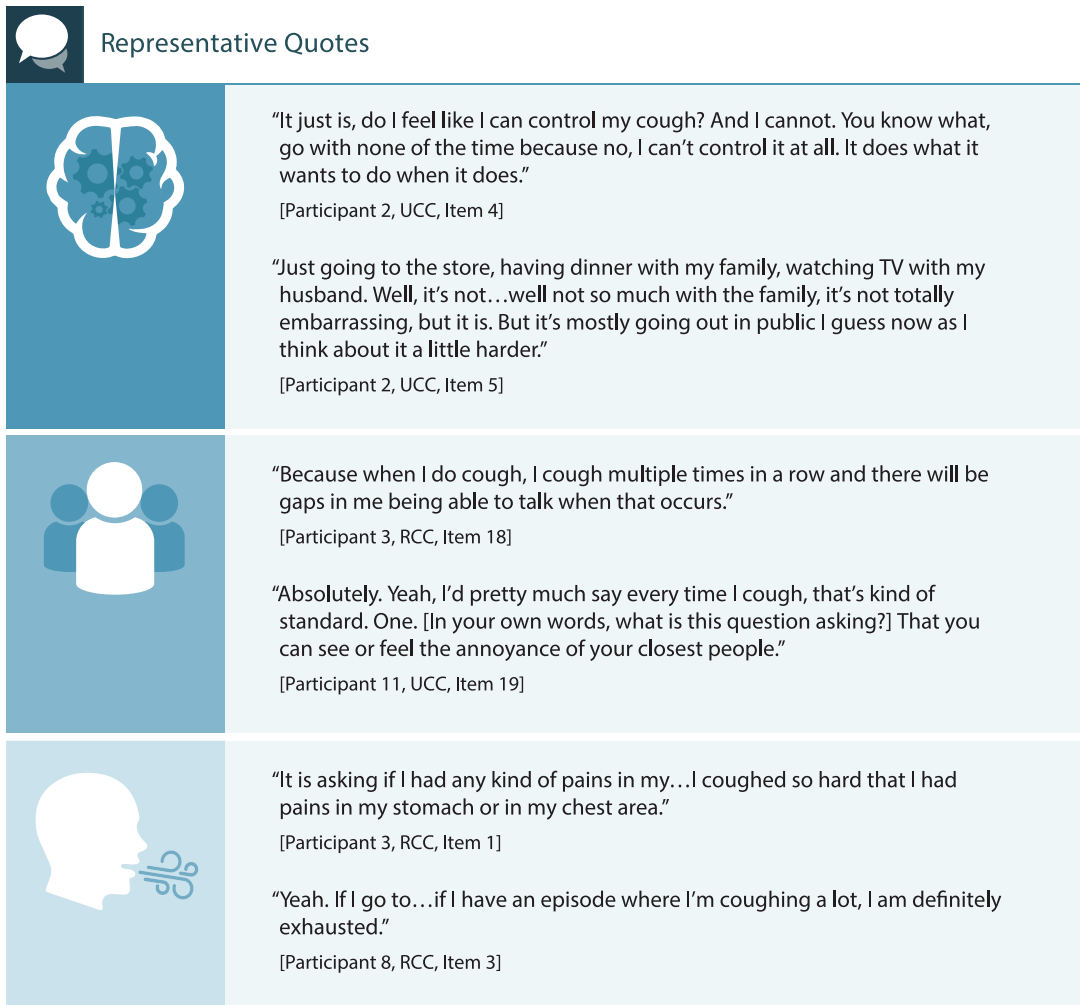 Representative Quotes
“It just is, do I feel like I can control my cough? And I cannot. You know what,
go with none of the time because no, I can’t control it at all. It does what it
wants to do when it does.”
[Participant 2, UCC, Item 4]
“Just going to the store, having dinner with my family, watching TV with my
husband. Well, it’s not…well not so much with the family, it’s not totally
embarrassing, but it is. But it’s mostly going out in public I guess now as I
think about it a little harder.”
[Participant 2, UCC, Item 5]
“Because when I do cough, I cough multiple times in a row and there will be
gaps in me being able to talk when that occurs.”
[Participant 3, RCC, Item 18]
“Absolutely. Yeah, I’d pretty much say every time I cough, that’s kind of
standard. One. [In your own words, what is this question asking?] That you
can see or feel the annoyance of your closest people.”
[Participant 11, UCC, Item 19]
“It is asking if I had any kind of pains in my…I coughed so hard that I had
pains in my stomach or in my chest area.”
[Participant 3, RCC, Item 1]
“Yeah. If I go to…if I have an episode where I’m coughing a lot, I am definitely
exhausted.”
[Participant 8, RCC, Item 3]